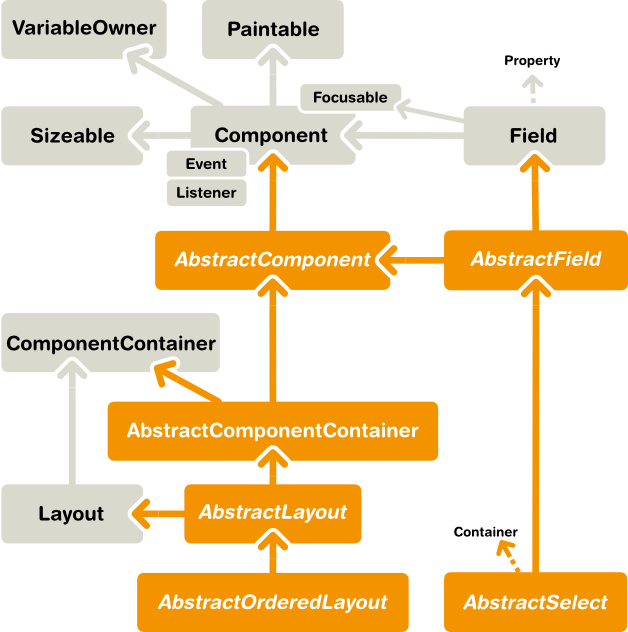 VariableOwner
Paintable
Property
Focusable
Sizeable
Component
Field
Event
Listener
AbstractComponent
AbstractField
ComponentContainer
AbstractComponentContainer
Layout
AbstractLayout
Container
AbstractOrderedLayout
AbstractSelect